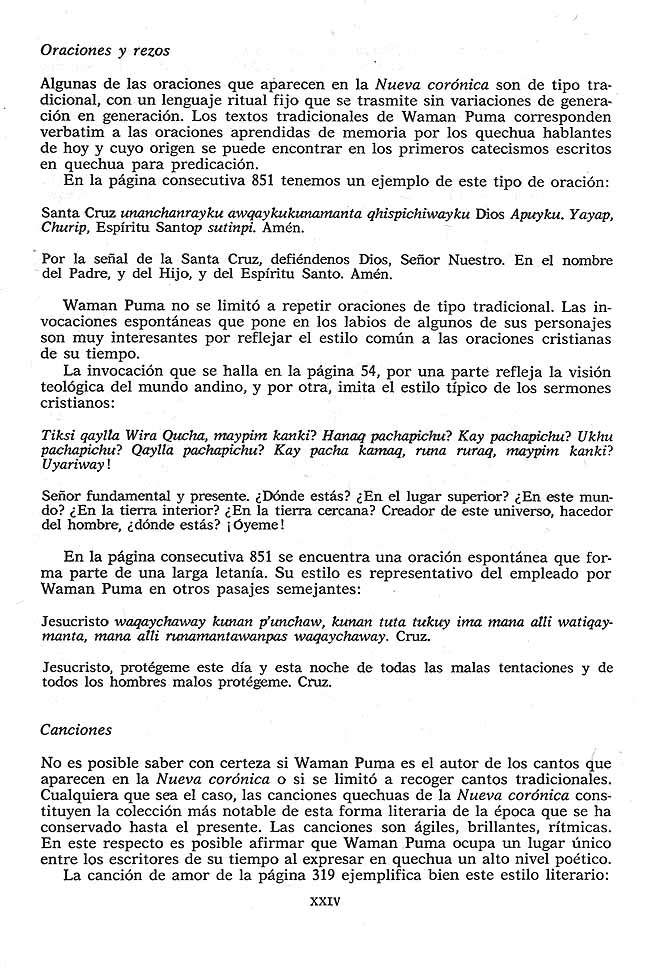 Oraciones y rezos
Algunas de las oraciones que aparecen en la Nueva corónica son de tipo tra-
dicional, con un lenguaje ritual fijo que se trasmite sin variaciones de genera-
ción en generación. Los textos tradicionales de Waman Puma corresponden
verbatim a las oraciones aprendidas de memoria por los quechua hablantes
de hoy y cuyo origen se puede encontrar en los primeros catecismos escritos
en quechua para predicación.
En la página consecutiva 851 tenemos un ejemplo de este tipo de oración:
Santa Cruz unanchanrayku awqaykukunamanta qhispichiwayku Dios Apuyku. Yayap,
Churip, Espíritu Santop sutinpi. Amén.
Por la señal de la Santa Cruz, defiéndenos Dios, Señor Nuestro. En el nombre
del Padre, y del Hijo, y del Espíritu Santo. Amén.
Waman Puma no se limitó a repetir oraciones de tipo tradicional. Las in-
vocaciones espontáneas que pone en los labios de algunos de sus personajes
son muy interesantes por reflejar el estilo común a las oraciones cristianas
de su tiempo.
La invocación que se halla en la página 54, por una parte refleja la visión
teológica del mundo andino, y por otra, imita el estilo típico de los sermones
cristianos:
Tiksi qaylla Wira Qucha, maypim kanki? Hanaq pachapichu? Kay pachapichu? Ukhu
pachapichu? Qaylla pachapichu? Kay pacha kamaq, runa ruraq, maypim kanki?
Uyariway!
Señor fundamental y presente. ¿Dónde estás? ¿En el lugar superior? ¿En este mun-
do? ¿En la tierra interior? ¿En la tierra cercana? Creador de este universo, hacedor
del hombre, ¿dónde estás? ¡Óyeme!
En la página consecutiva 851 se encuentra una oración espontánea que for-
ma parte de una larga letanía. Su estilo es representativo del empleado por
Waman Puma en otros pasajes semejantes:
Jesucristo waqaychaway kunan p'unchaw, kunan tuta tukuy ima mana alli watiqay-
manta, mana alli runamantawanpas waqaychaway. Cruz.
Jesucristo, protégeme este día y esta noche de todas las malas tentaciones y de
todos los hombres malos protégeme. Cruz.
Canciones
No es posible saber con certeza si Waman Puma es el autor de los cantos que
aparecen en la Nueva corónica o si se limitó a recoger cantos tradicionales.
Cualquiera que sea el caso, las canciones quechuas de la Nueva corónica cons-
tituyen la colección más notable de esta forma literaria de la época que se ha
conservado hasta el presente. Las canciones son ágiles, brillantes, rítmicas.
En este respecto es posible afirmar que Waman Puma ocupa un lugar único
entre los escritores de su tiempo al expresar en quechua un alto nivel poético.
La canción de amor de la página 319 ejemplifica bien este estilo literario:
XXIV